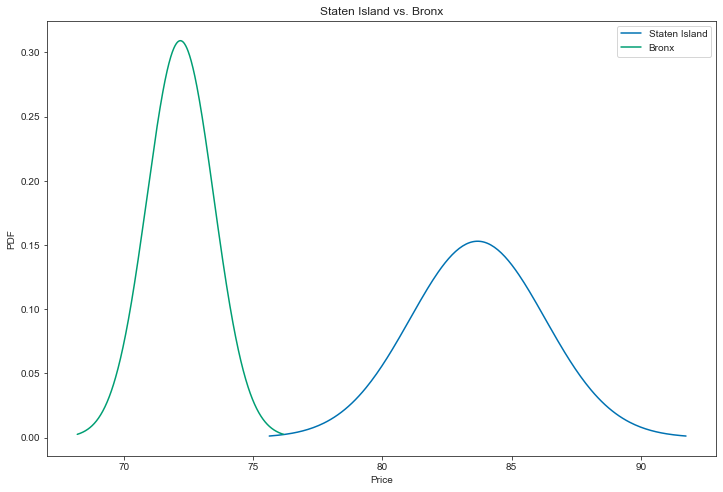 Staten Island vs. Bronx
Staten Island
Bronx
0.30
0.25
0.20
0.15
0.10
0.05
0.00
PDF
70
75
80
85
90
Price